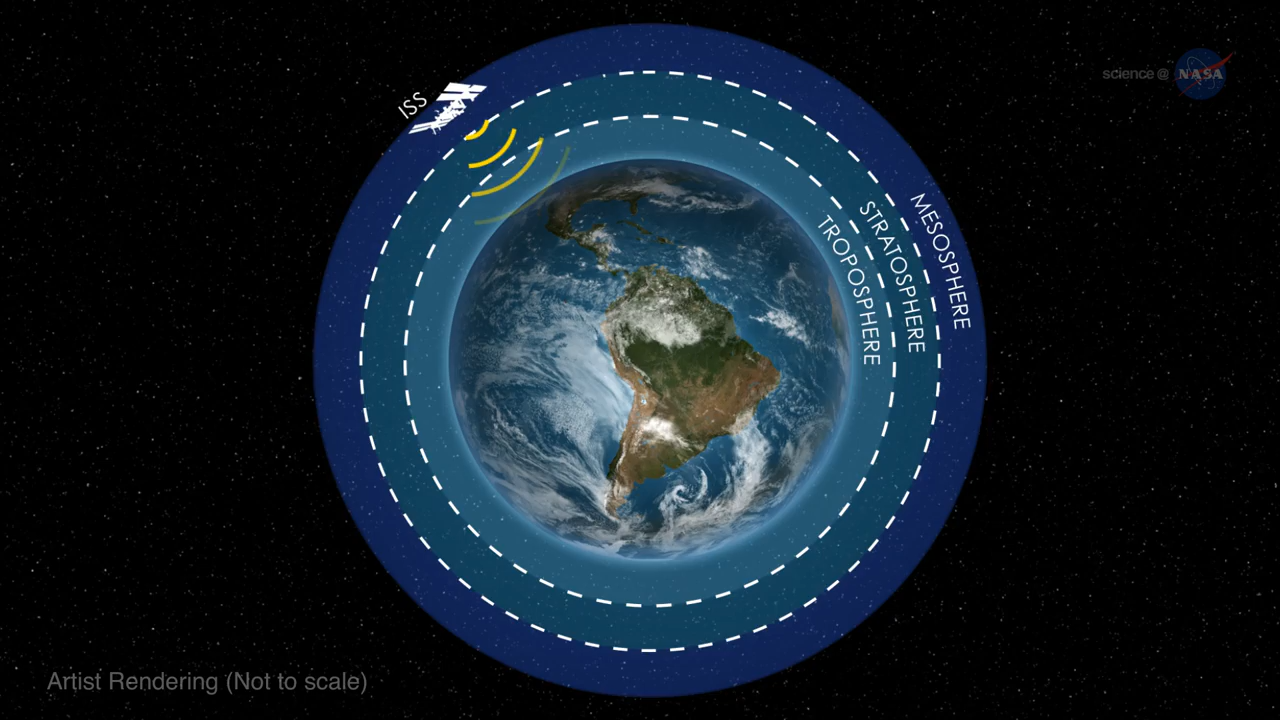 science @ NASA
ISS
MESOSPHERE
STRATOSPHERE
TROPOSPHERE
Artist Rendering (Not to scale)